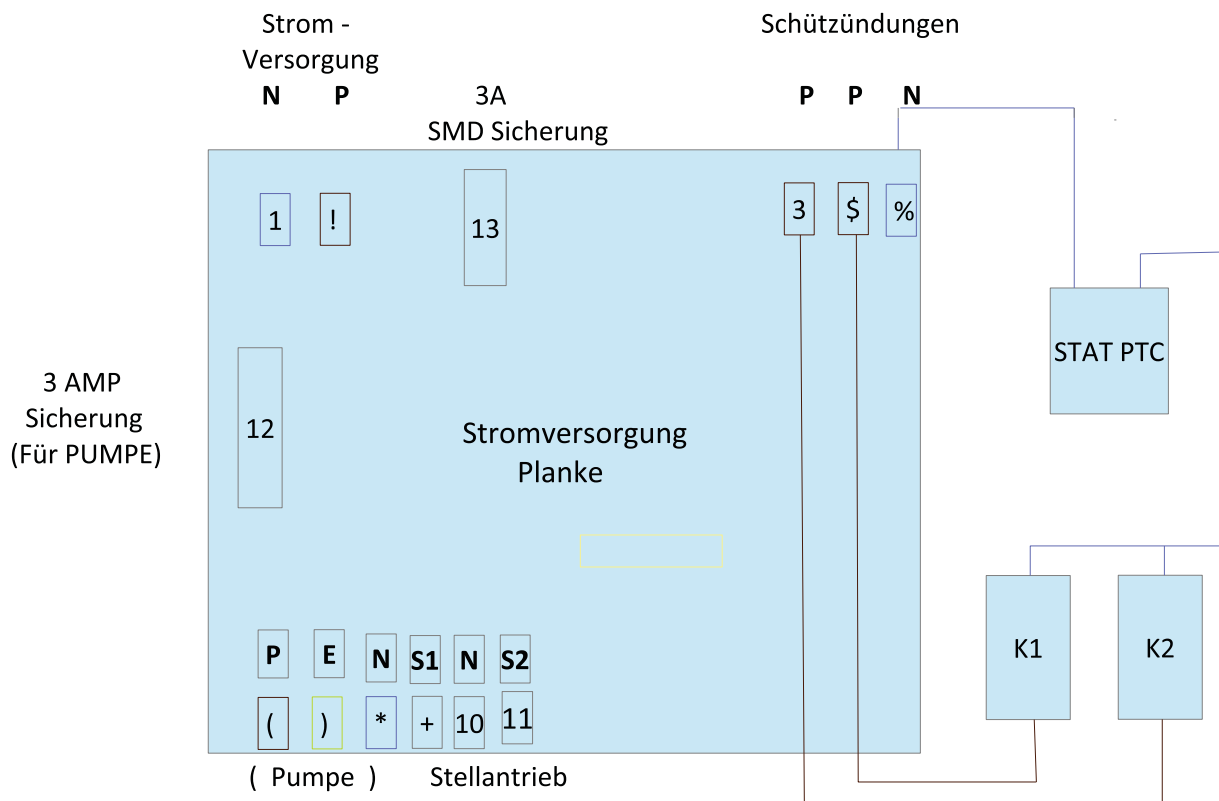 Strom -
Versorgung
N P
3A
SMD Sicherung
Schützündungen
P P N
1 ! 13 3 $ %
STAT PTC
3 AMP
Sicherung
(Für PUMPE)
12
Stromversorgung
Planke
K1 K2
P E N S1 N S2
( ) * + 10 11
( Pumpe ) Stellantrieb